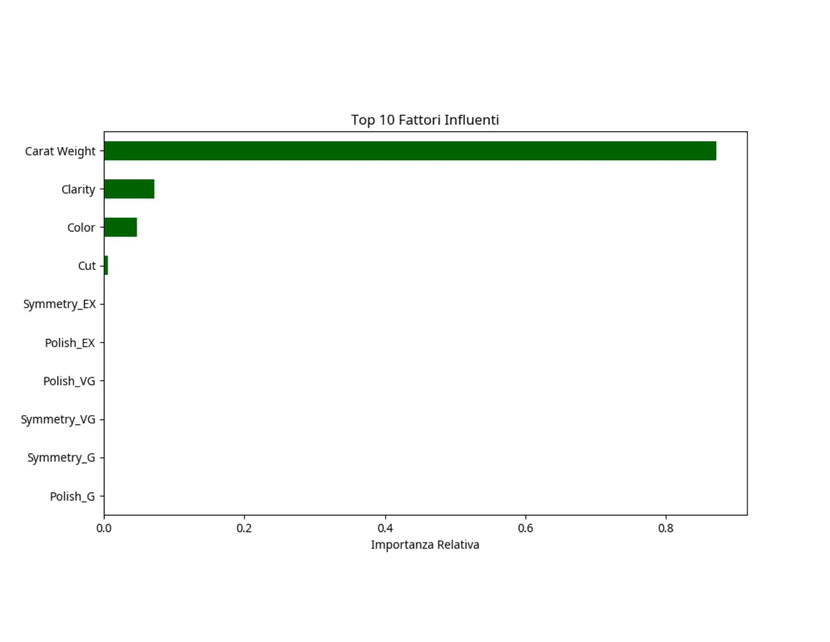 Top 10 Fattori Influenti
Carat Weight
Clarity
Color
Cut
Symmetry_EX
Polish_EX
Polish_VG
Symmetry_VG
Symmetry_G
Polish_G
0.0 0.2 0.4 0.6 0.8
Importanza Relativa